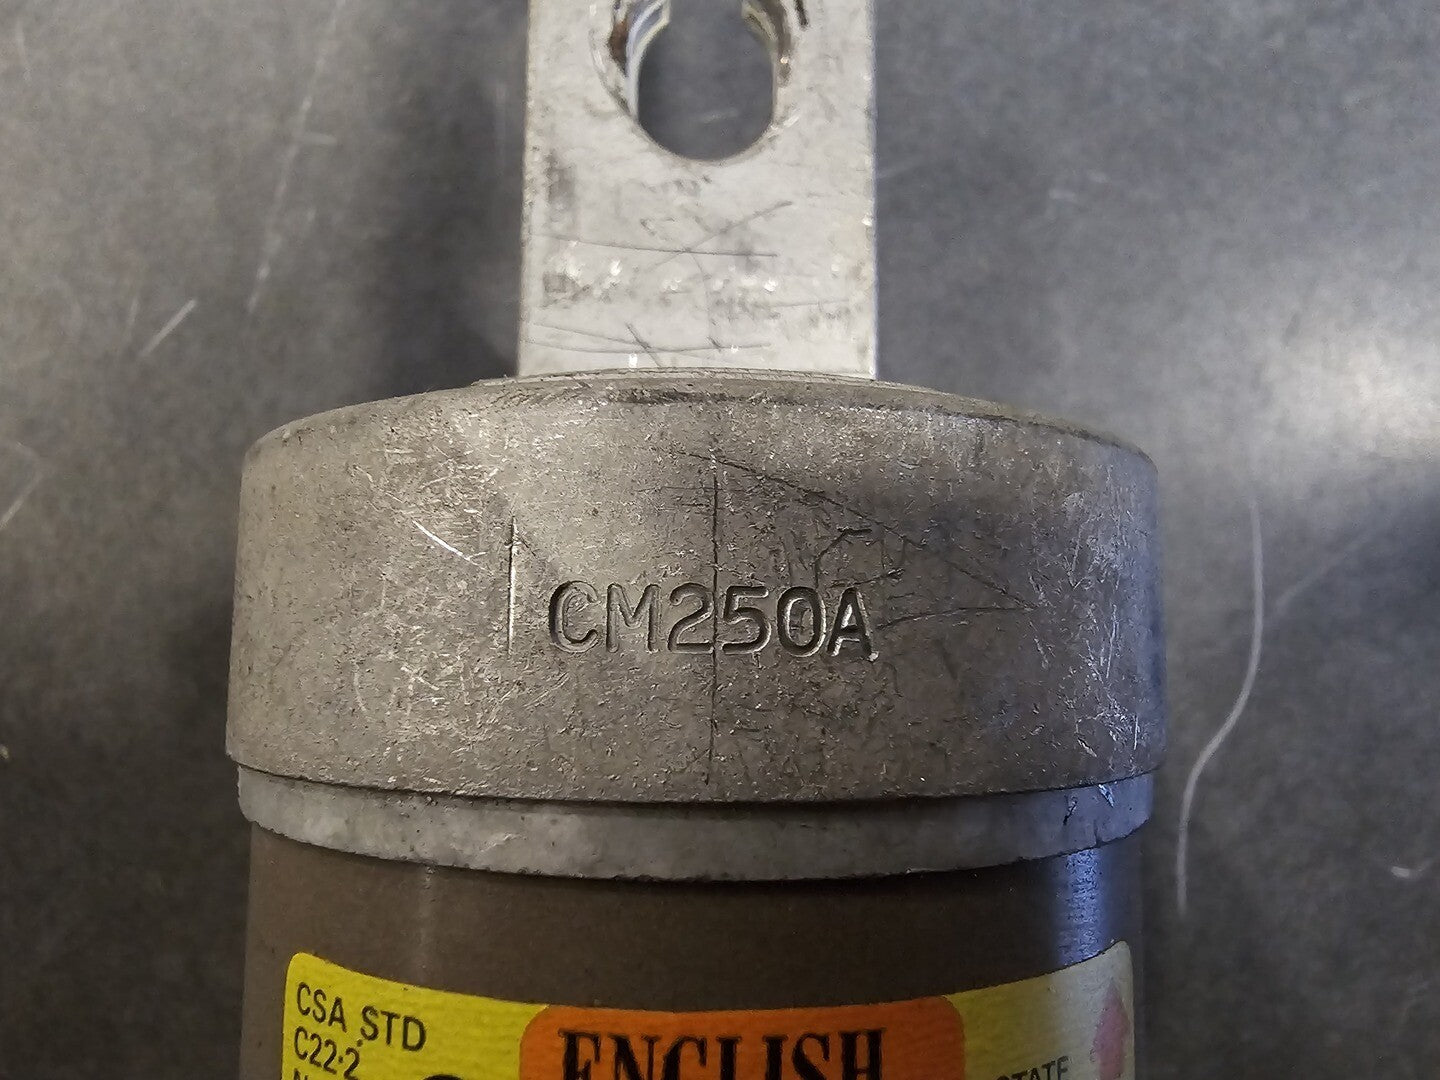 CM250A
CSA STD
C22.2
ENGLISH